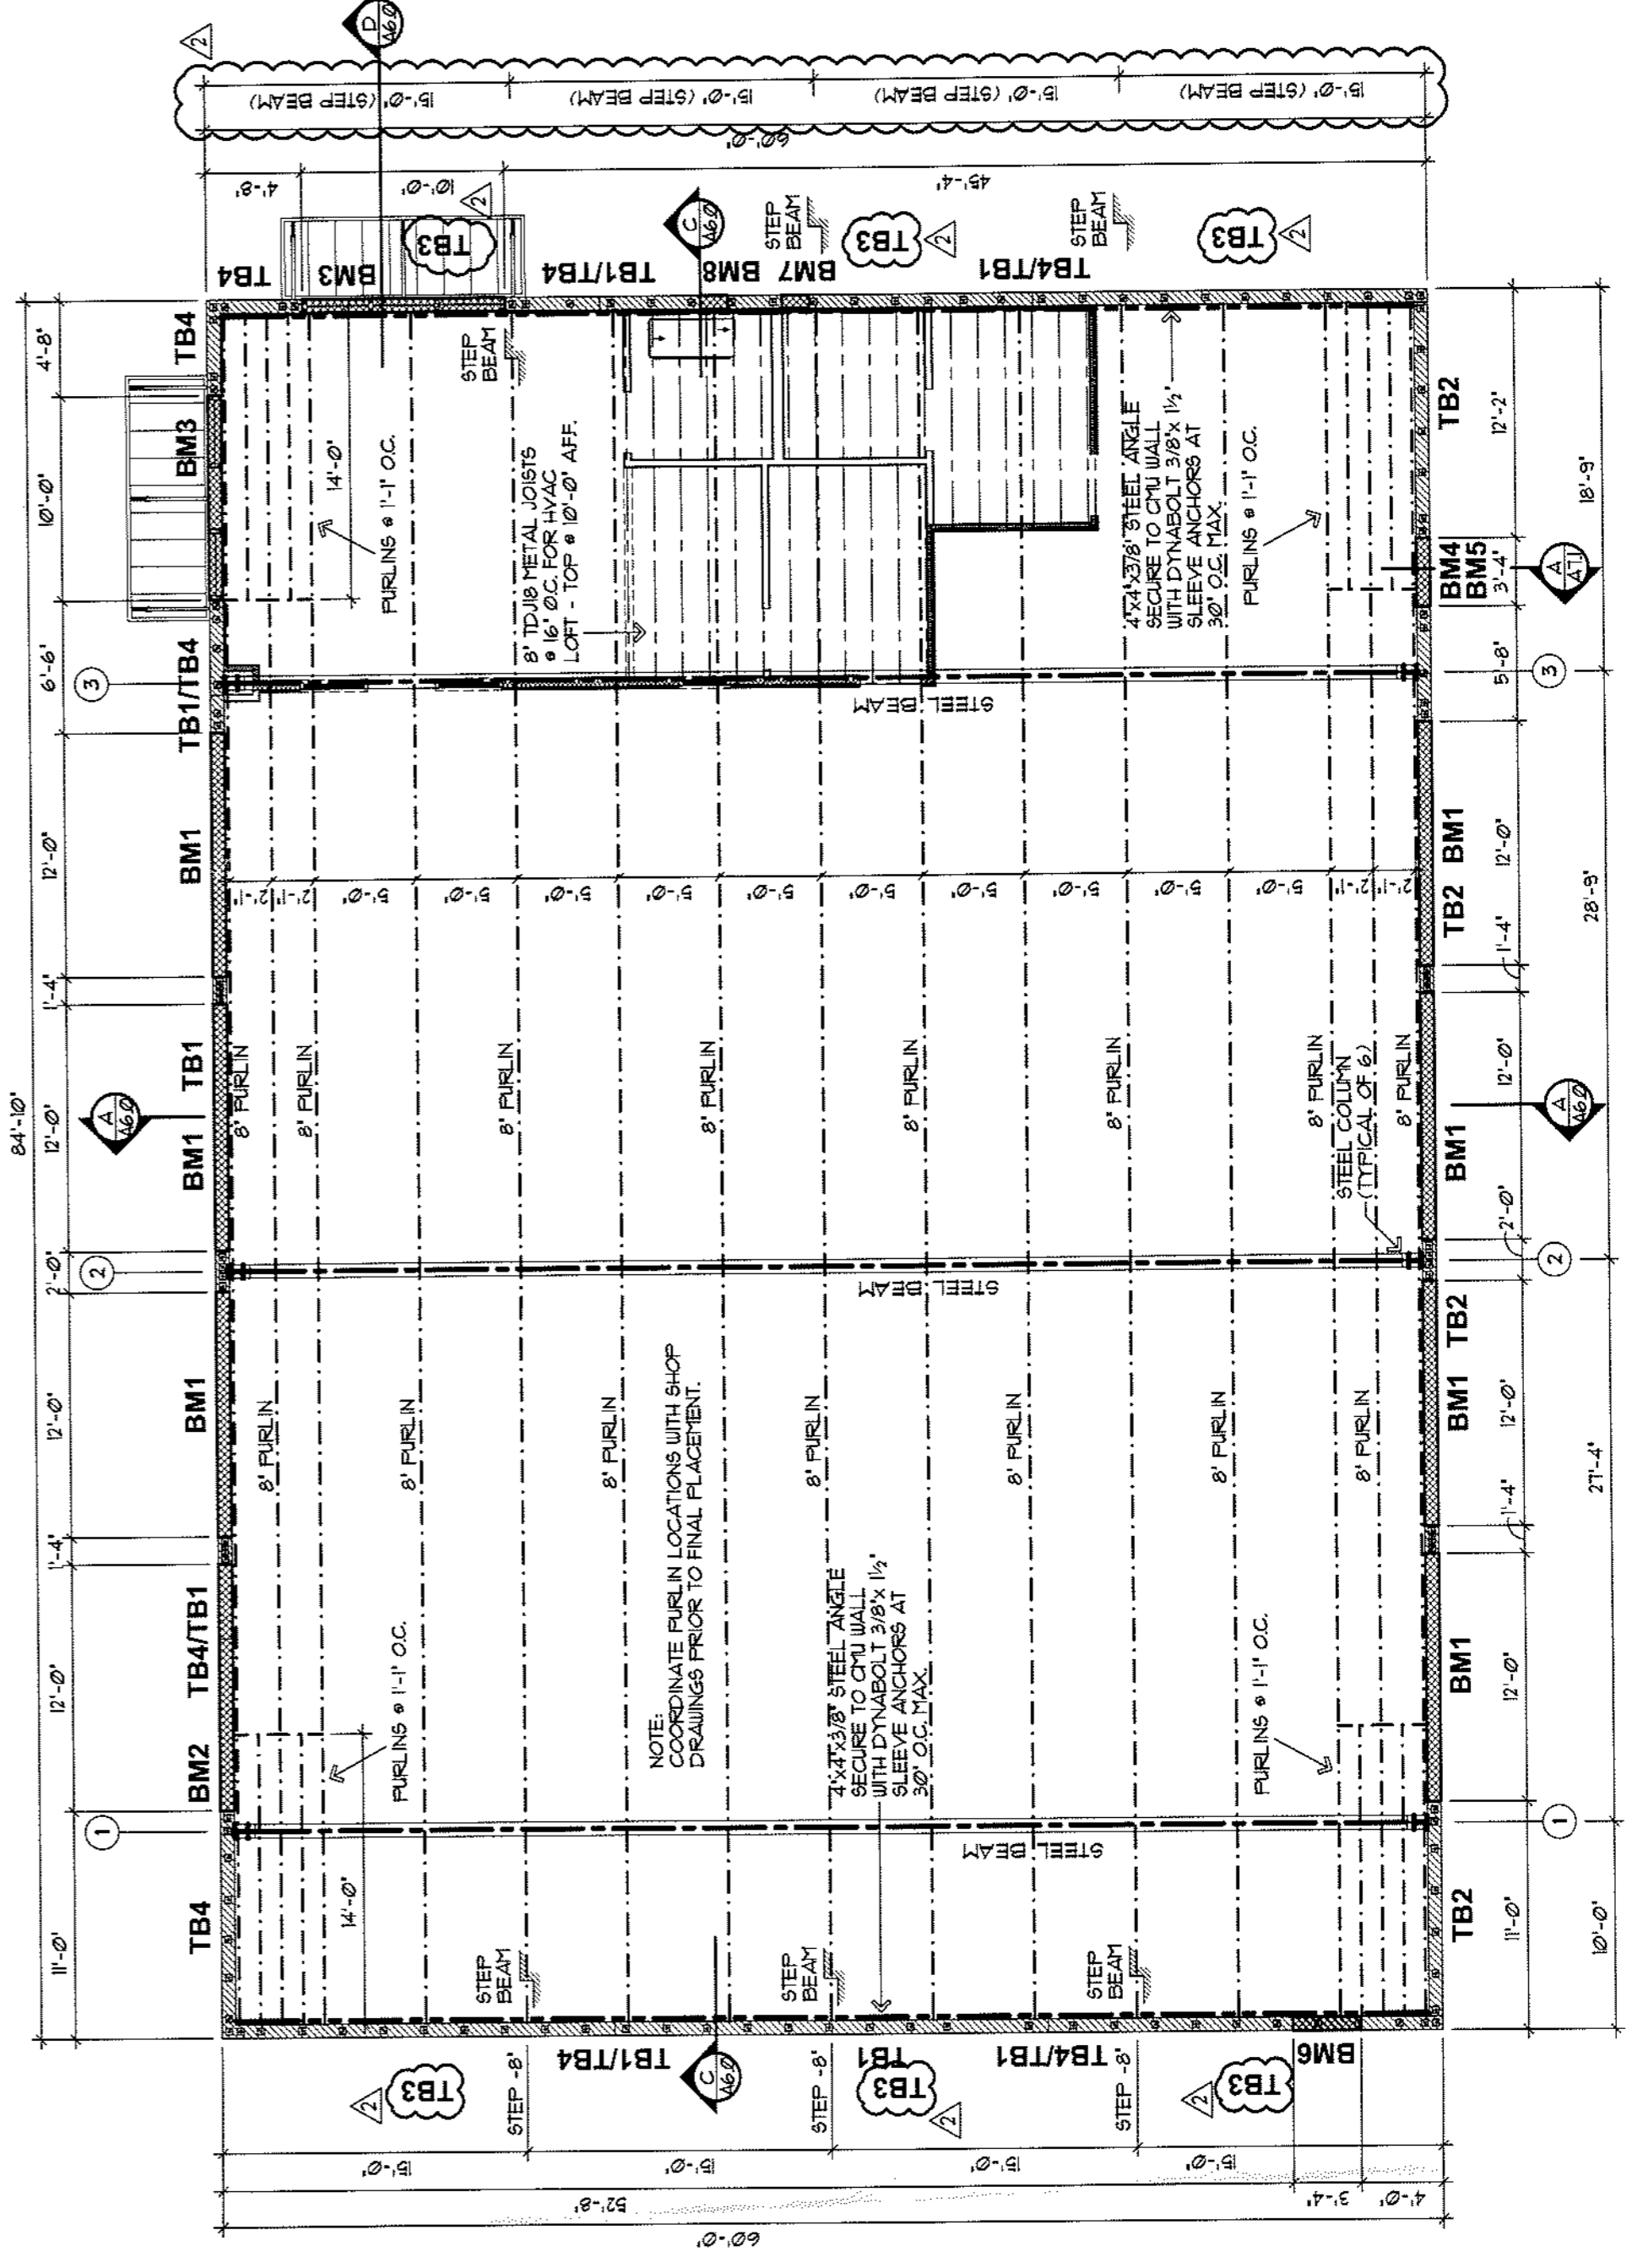 84'-10"
11'-0"
12'-0"
1'-4"
12'-0"
2'-0"
12'-0"
1'-4"
12'-0"
6'-6"
10'-0"
4'-8"
1
2
3
A
A6.0
TB4
BM2
TB4/TB1
BM1
BM1
TB1
BM1
TB1/TB4
BM3
TB4
2
D
A6.0
15'-0" (STEP BEAM)
15'-0" (STEP BEAM)
15'-0" (STEP BEAM)
15'-0" (STEP BEAM)
60'-0"
4'-8"
10'-0"
45'-4"
TB4
BM3
TB3
2
TB1/TB4
C
A6.0
BM8
BM7
STEP
BEAM
TB3
2
TB4/TB1
STEP
BEAM
TB3
2
14'-0"
PURLINS @ 1'-1" O.C.
STEP
BEAM
8" TDJ18 METAL JOISTS
@ 16" O.C. FOR HVAC
LOFT - TOP @ 10'-0" AFF.
4"x4"x3/8" STEEL ANGLE
SECURE TO CMU WALL
WITH DYNABOLT 3/8"x 1½"
SLEEVE ANCHORS AT
30" O.C. MAX.
PURLINS @ 1'-1" O.C.
STEEL BEAM
2'-1"
2'-1"
5'-0"
5'-0"
5'-0"
5'-0"
5'-0"
5'-0"
5'-0"
5'-0"
5'-0"
5'-0"
2'-1"
2'-1"
8" PURLIN
8" PURLIN
8" PURLIN
8" PURLIN
8" PURLIN
8" PURLIN
8" PURLIN
8" PURLIN
STEEL COLUMN
(TYPICAL OF 6)
STEEL BEAM
8" PURLIN
8" PURLIN
8" PURLIN
8" PURLIN
8" PURLIN
8" PURLIN
8" PURLIN
NOTE:
COORDINATE PURLIN LOCATIONS WITH SHOP
DRAWINGS PRIOR TO FINAL PLACEMENT.
4"x4"x3/8" STEEL ANGLE
SECURE TO CMU WALL
WITH DYNABOLT 3/8"x 1½"
SLEEVE ANCHORS AT
30" O.C. MAX.
PURLINS @ 1'-1" O.C.
PURLINS @ 1'-1" O.C.
14'-0"
STEEL BEAM
STEP
BEAM
STEP
BEAM
STEP
BEAM
2
TB3
STEP -8"
TB1/TB4
C
A6.0
STEP -8"
TB1
TB3
2
TB4/TB1
STEP -8"
2
TB3
BM6
15'-0"
15'-0"
15'-0"
15'-0"
52'-8"
3'-4"
4'-0"
60'-0"
TB2
BM1
BM1
TB2
BM1
TB2
BM1
BM4
BM5
TB2
11'-0"
12'-0"
1'-4"
12'-0"
2'-0"
12'-0"
1'-4"
12'-0"
5'-8"
3'-4"
12'-2"
A
A6.0
A
A7.1
1
2
3
10'-0"
27'-4"
28'-9"
18'-9"